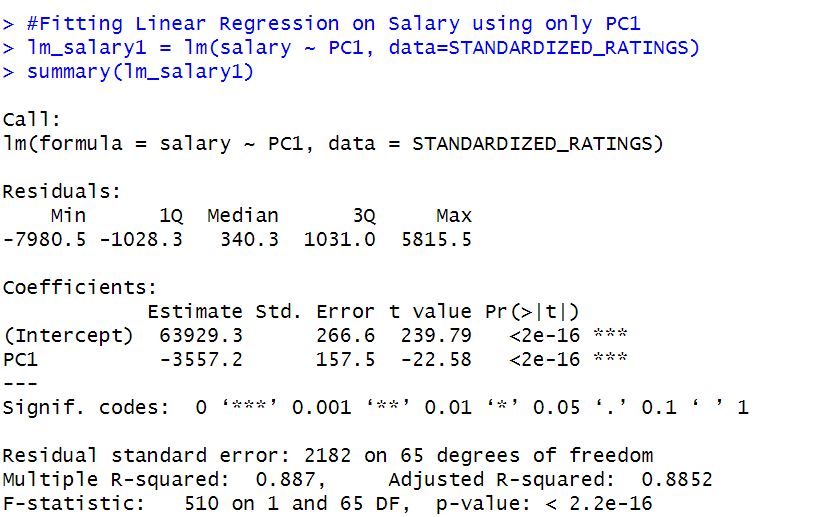 > #Fitting Linear Regression on Salary using only PC1
> lm_salary1 = lm(salary ~ PC1, data=STANDARDIZED_RATINGS)
> summary(lm_salary1)

Call:
lm(formula = salary ~ PC1, data = STANDARDIZED_RATINGS)

Residuals:
    Min      1Q  Median      3Q     Max
-7980.5 -1028.3   340.3  1031.0  5815.5

Coefficients:
            Estimate Std. Error t value Pr(>|t|)
(Intercept)  63929.3      266.6  239.79   <2e-16 ***
PC1          -3557.2      157.5  -22.58   <2e-16 ***
---
Signif. codes:  0 ‘***’ 0.001 ‘**’ 0.01 ‘*’ 0.05 ‘.’ 0.1 ‘ ’ 1

Residual standard error: 2182 on 65 degrees of freedom
Multiple R-squared:  0.887,     Adjusted R-squared:  0.8852
F-statistic:   510 on 1 and 65 DF,  p-value: < 2.2e-16